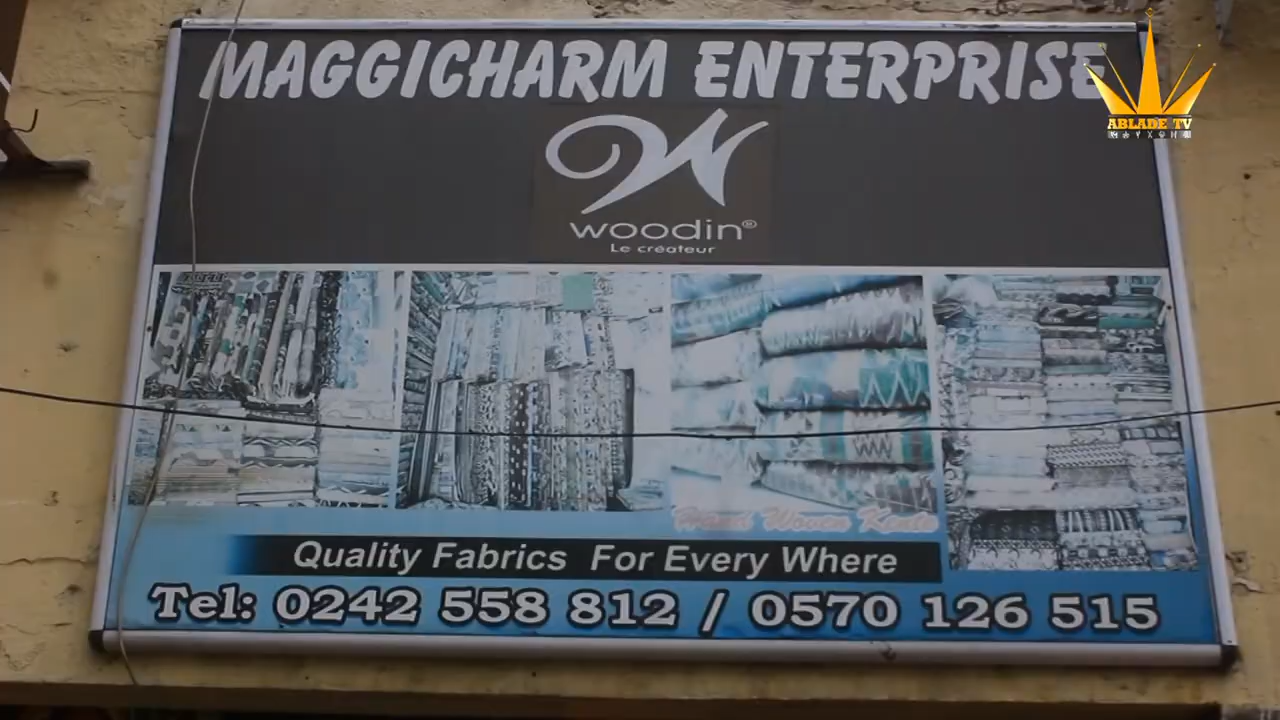 MAGGICHARM ENTERPRISE
ABLADE TV
woodin®
Le créateur
Hand Woven Kente
Quality Fabrics For Every Where
Tel: 0242 558 812 / 0570 126 515